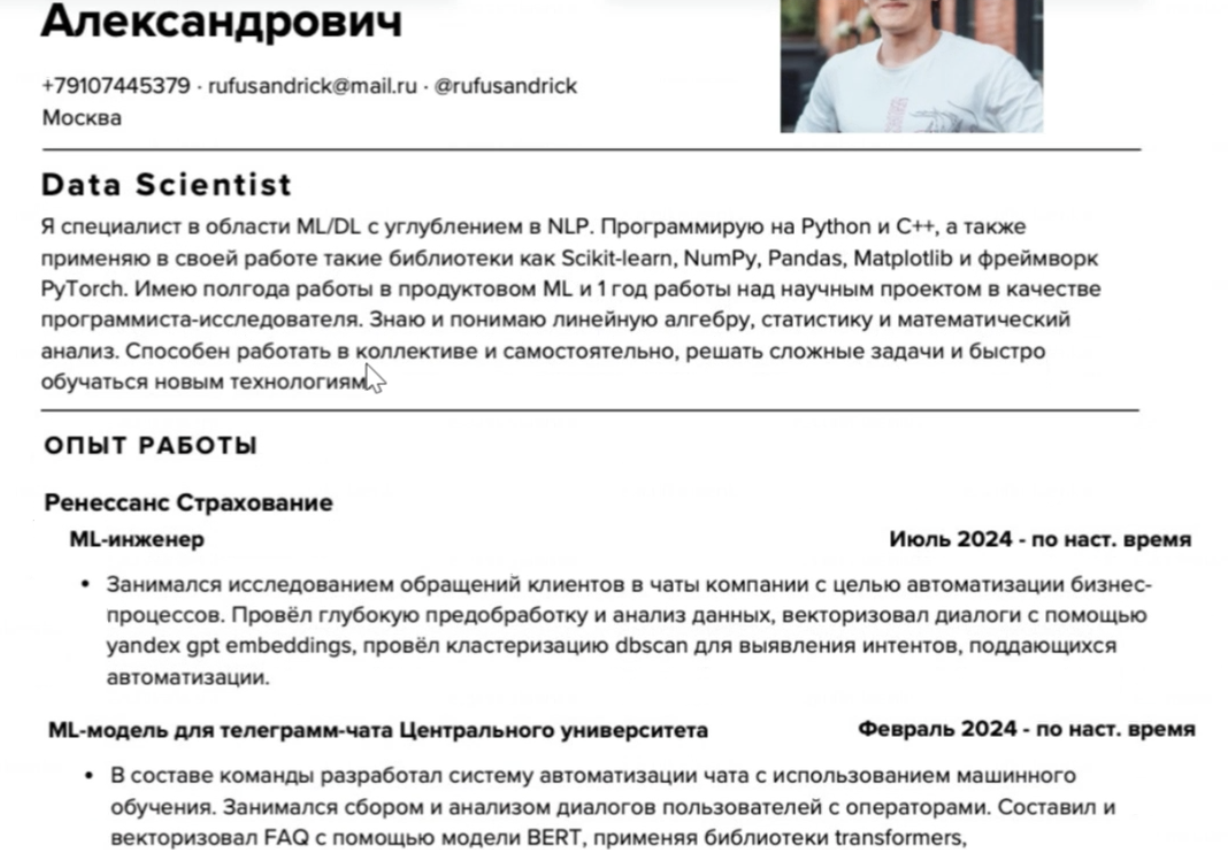 Александрович
+79107445379 · rufusandrick@mail.ru · @rufusandrick
Москва
Data Scientist
Я специалист в области ML/DL с углублением в NLP. Программирую на Python и C++, а также
применяю в своей работе такие библиотеки как Scikit-learn, NumPy, Pandas, Matplotlib и фреймворк
PyTorch. Имею полгода работы в продуктовом ML и 1 год работы над научным проектом в качестве
программиста-исследователя. Знаю и понимаю линейную алгебру, статистику и математический
анализ. Способен работать в коллективе и самостоятельно, решать сложные задачи и быстро
обучаться новым технологиям
ОПЫТ РАБОТЫ
Ренессанс Страхование
ML-инженер Июль 2024 - по наст. время
• Занимался исследованием обращений клиентов в чаты компании с целью автоматизации бизнес-
процессов. Провёл глубокую предобработку и анализ данных, векторизовал диалоги с помощью
yandex gpt embeddings, провёл кластеризацию dbscan для выявления интентов, поддающихся
автоматизации.
ML-модель для телеграмм-чата Центрального университета Февраль 2024 - по наст. время
• В составе команды разработал систему автоматизации чата с использованием машинного
обучения. Занимался сбором и анализом диалогов пользователей с операторами. Составил и
векторизовал FAQ с помощью модели BERT, применяя библиотеки transformers,